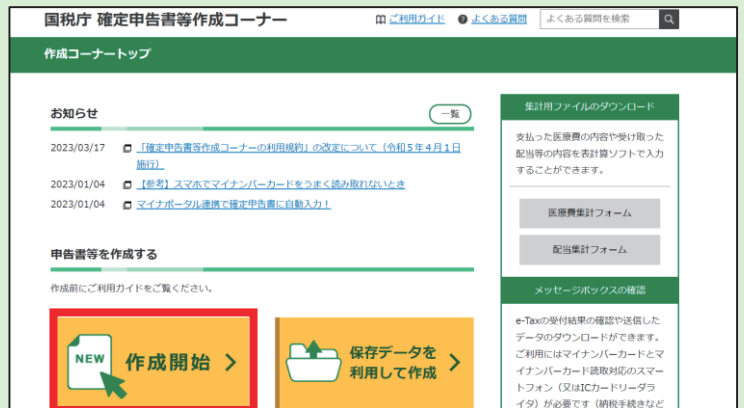 国税庁 確定申告書等作成コーナー
ご利用ガイド
よくある質問
よくある質問を検索
作成コーナートップ
お知らせ
一覧
2023/03/17 「確定申告書等作成コーナーの利用規約」の改定について（令和５年４月１日
施行）
2023/01/04 【参考】スマホでマイナンバーカードをうまく読み取れないとき
2023/01/04 マイナポータル連携で確定申告書に自動入力！
申告書等を作成する
作成前にご利用ガイドをご覧ください。
NEW 作成開始
保存データを
利用して作成
集計用ファイルのダウンロード
支払った医療費の内容や受け取った
配当等の内容を表計算ソフトで入力
することができます。
医療費集計フォーム
配当集計フォーム
メッセージボックスの確認
e-Taxの受付結果の確認や送信した
データのダウンロードができます。
ご利用にはマイナンバーカードとマ
イナンバーカード読取対応のスマー
トフォン（又はICカードリーダラ
イタ）が必要です（納税手続きなど